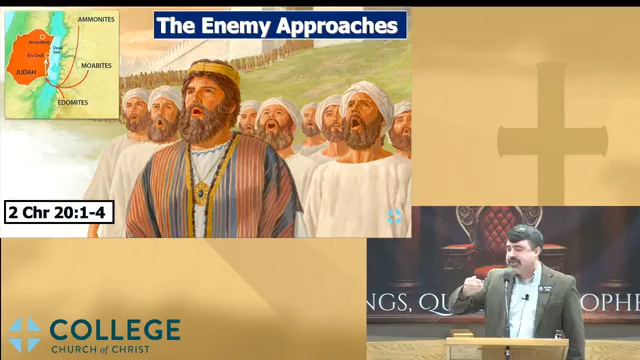 The Enemy Approaches
AMMONITES
Jerusalem
Dead
Sea
En Gedi
JUDAH
MOABITES
EDOMITES
2 Chr 20:1-4
NGS, QU
OPHE
COLLEGE
CHURCH of CHRIST